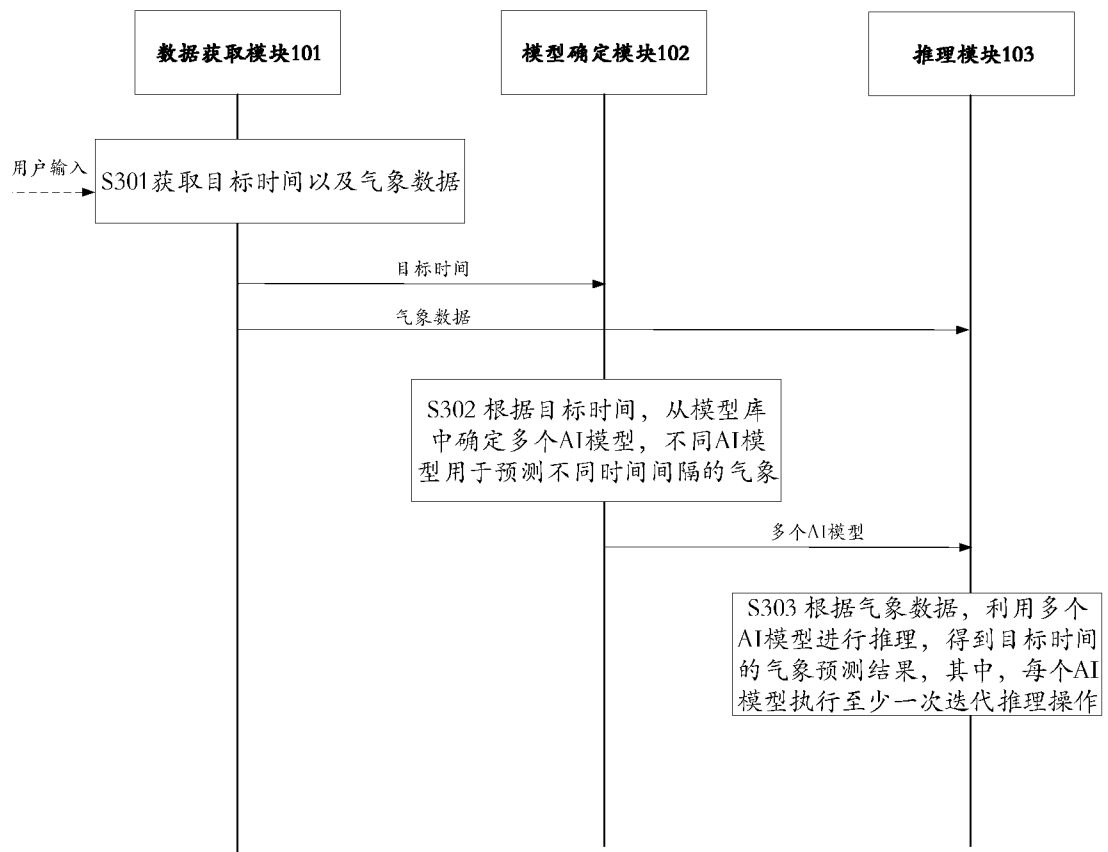 数据获取模块101
模型确定模块102
推理模块103
用户输入
S301获取目标时间以及气象数据
目标时间
气象数据
S302 根据目标时间，从模型库
中确定多个AI模型，不同AI模
型用于预测不同时间间隔的气象
多个AI模型
S303 根据气象数据，利用多个
AI模型进行推理，得到目标时间
的气象预测结果，其中，每个AI
模型执行至少一次迭代推理操作